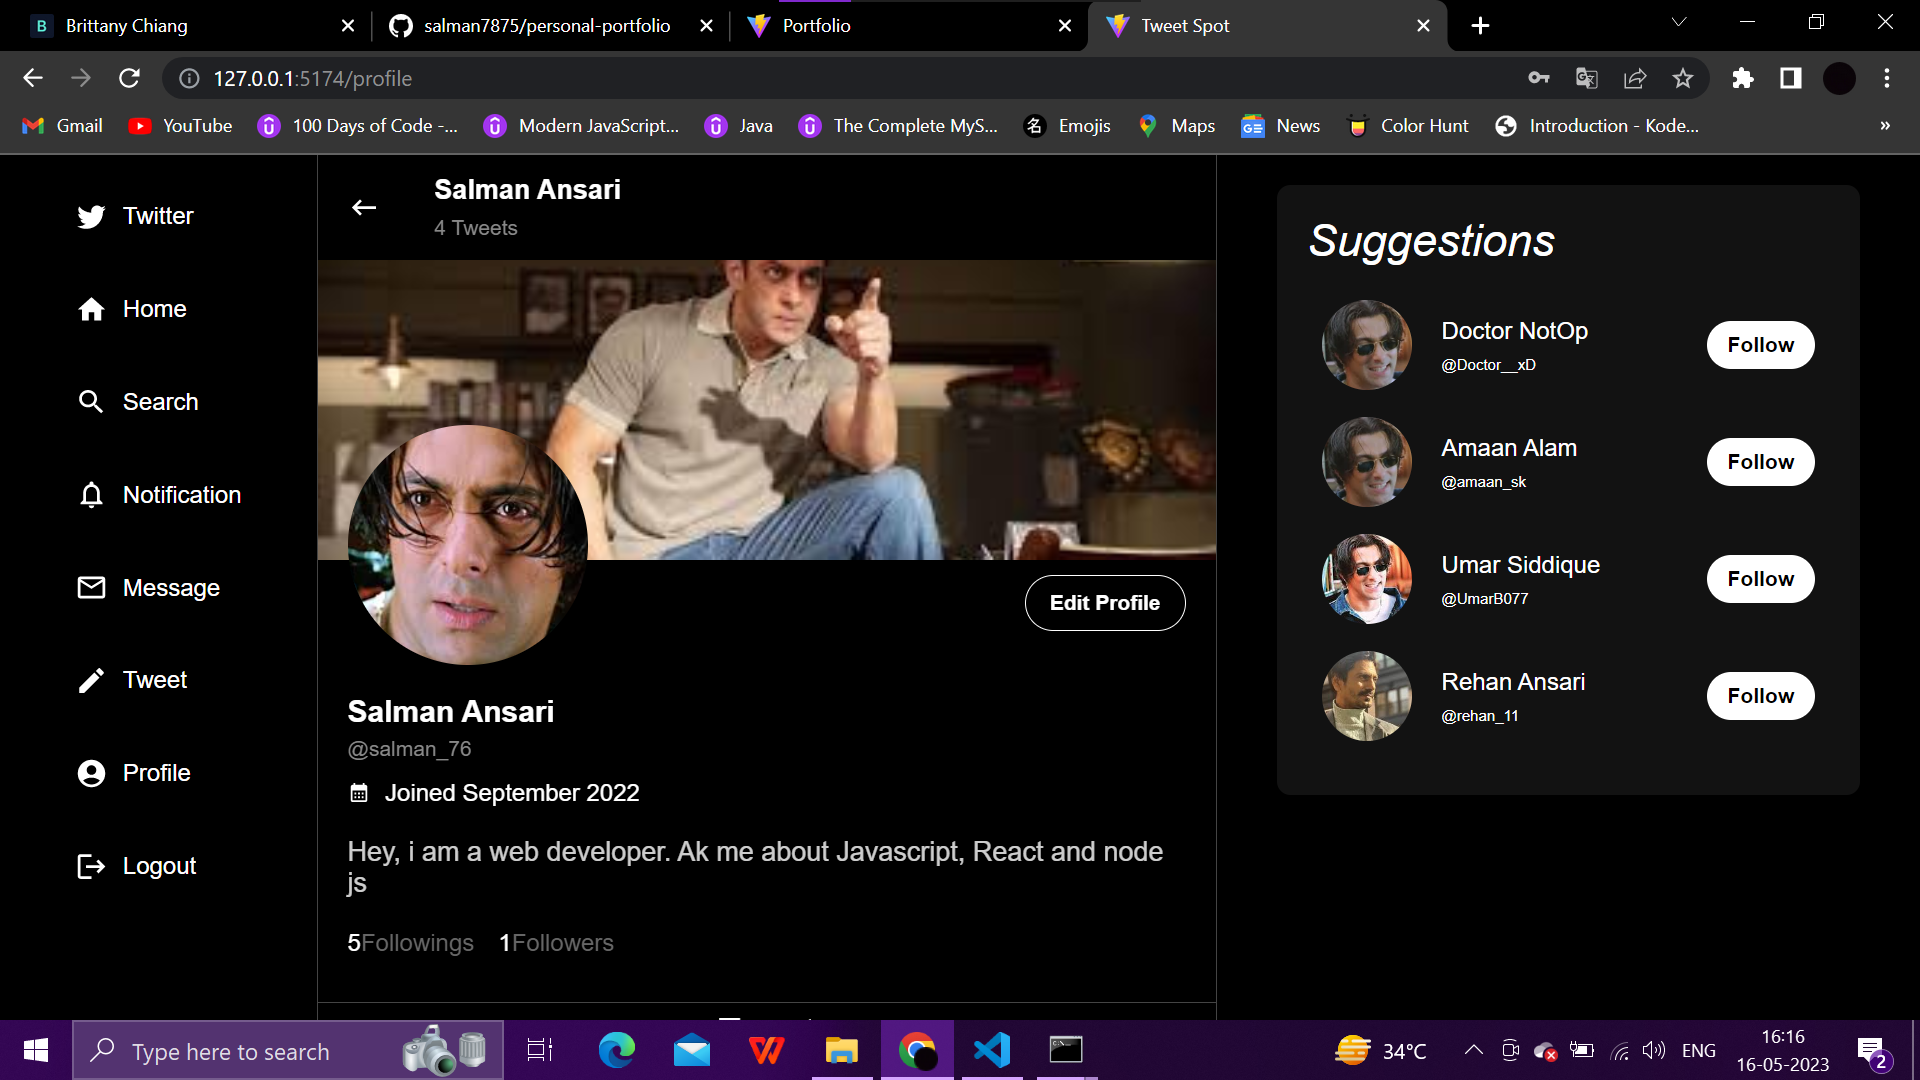 Brittany Chiang
salman7875/personal-portfolio
Portfolio
Tweet Spot
127.0.0.1:5174/profile
Gmail
YouTube
100 Days of Code -...
Modern JavaScript...
Java
The Complete MyS...
Emojis
Maps
News
Color Hunt
Introduction - Kode...
»
Twitter
Home
Search
Notification
Message
Tweet
Profile
Logout
Salman Ansari
4 Tweets
Edit Profile
Salman Ansari
@salman_76
Joined September 2022
Hey, i am a web developer. Ak me about Javascript, React and node
js
5Followings 1Followers
Suggestions
Doctor NotOp
@Doctor__xD
Follow
Amaan Alam
@amaan_sk
Follow
Umar Siddique
@UmarB077
Follow
Rehan Ansari
@rehan_11
Follow
Type here to search
34°C
ENG
16:16
16-05-2023
2